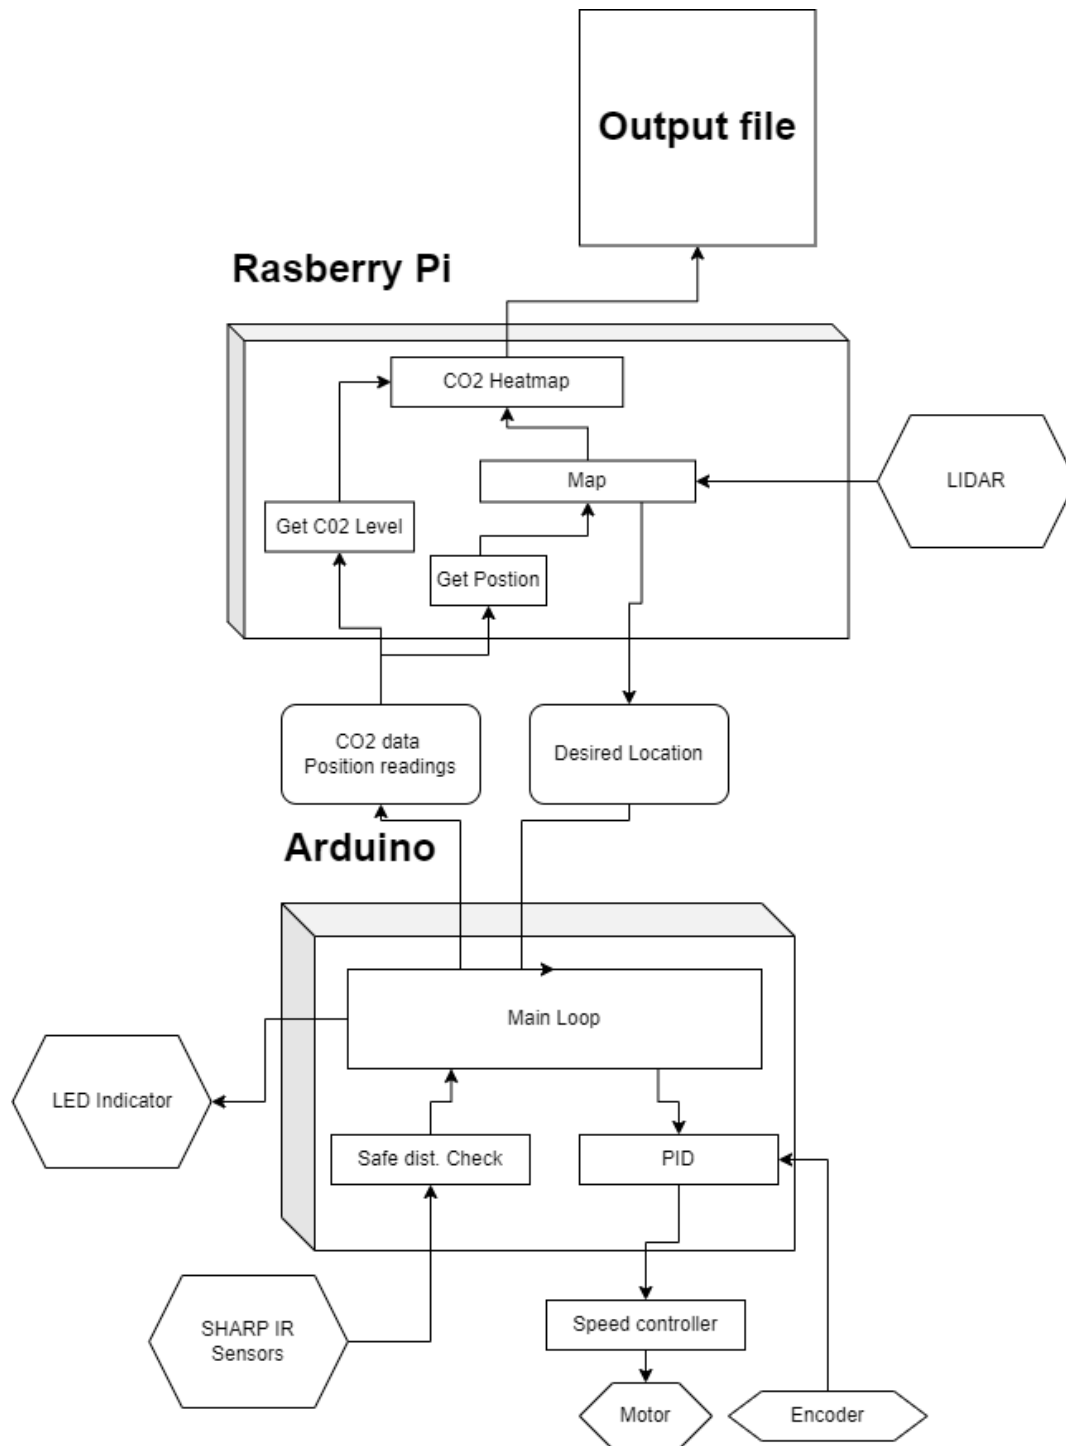 Output file
Rasberry Pi
CO2 Heatmap
Map
LIDAR
Get C02 Level
Get Postion
CO2 data
Position readings
Desired Location
Arduino
Main Loop
LED Indicator
Safe dist. Check
PID
SHARP IR
Sensors
Speed controller
Motor
Encoder